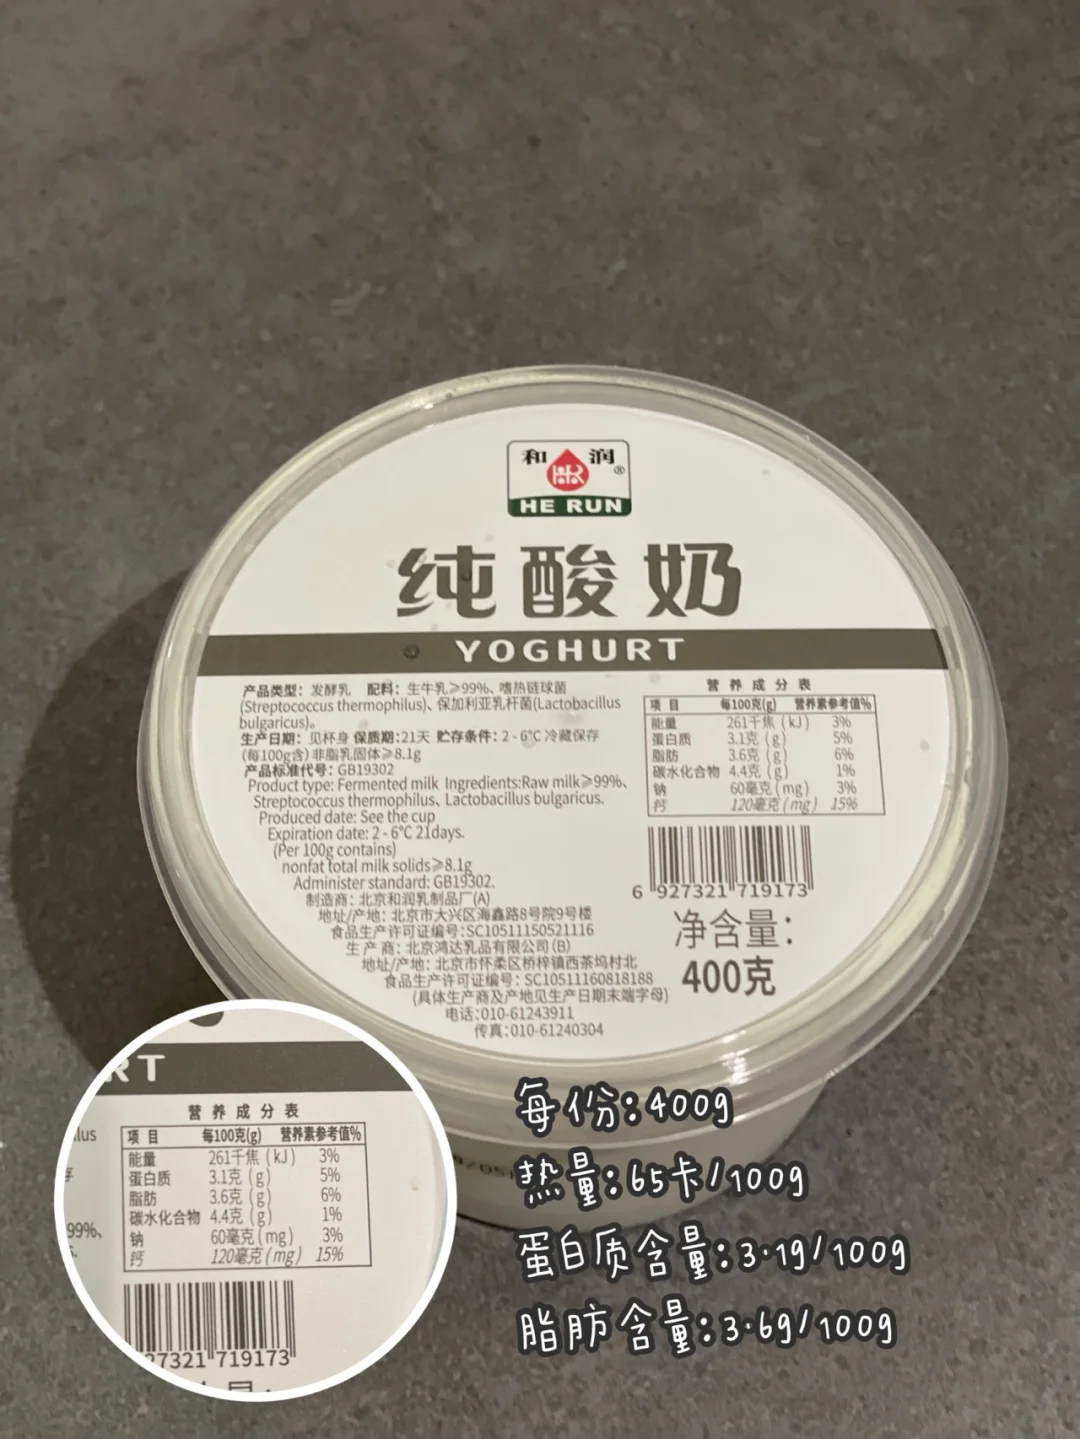 和润®
HE RUN
纯酸奶
YOGHURT
产品类型：发酵乳 配料：生牛乳≥99%、嗜热链球菌
(Streptococcus thermophilus)、保加利亚乳杆菌(Lactobacillus
bulgaricus)。
生产日期：见杯身 保质期：21天 贮存条件：2-6℃ 冷藏保存
(每100g含) 非脂乳固体≥8.1g
产品标准代号：GB19302
Product type: Fermented milk Ingredients:Raw milk≥99%、
Streptococcus thermophilus、Lactobacillus bulgaricus.
Produced date: See the cup
Expiration date: 2-6℃ 21days.
(Per 100g contains)
nonfat total milk solids≥8.1g
Administer standard: GB19302.
制造商：北京和润乳制品厂(A)
地址/产地：北京市大兴区海鑫路8号院9号楼
食品生产许可证编号：SC10511150521116
生产商：北京鸿达乳品有限公司(B)
地址/产地：北京市怀柔区桥梓镇西茶坞村北
食品生产许可证编号：SC10511160818188
(具体生产商及产地见生产日期末端字母)
电话:010-61243911
传真:010-61240304
营养成分表
项目 每100克(g) 营养素参考值%
能量 261千焦(kJ) 3%
蛋白质 3.1克(g) 5%
脂肪 3.6克(g) 6%
碳水化合物 4.4克(g) 1%
钠 60毫克(mg) 3%
钙 120毫克(mg) 15%
6 927321 719173
净含量：
400克
RT
营养成分表
项目 每100克(g) 营养素参考值%
能量 261千焦(kJ) 3%
蛋白质 3.1克(g) 5%
脂肪 3.6克(g) 6%
碳水化合物 4.4克(g) 1%
钠 60毫克(mg) 3%
钙 120毫克(mg) 15%
99%、
27321 719173
每份:400g
热量:65卡/100g
蛋白质含量:3.1g/100g
脂肪含量:3.6g/100g